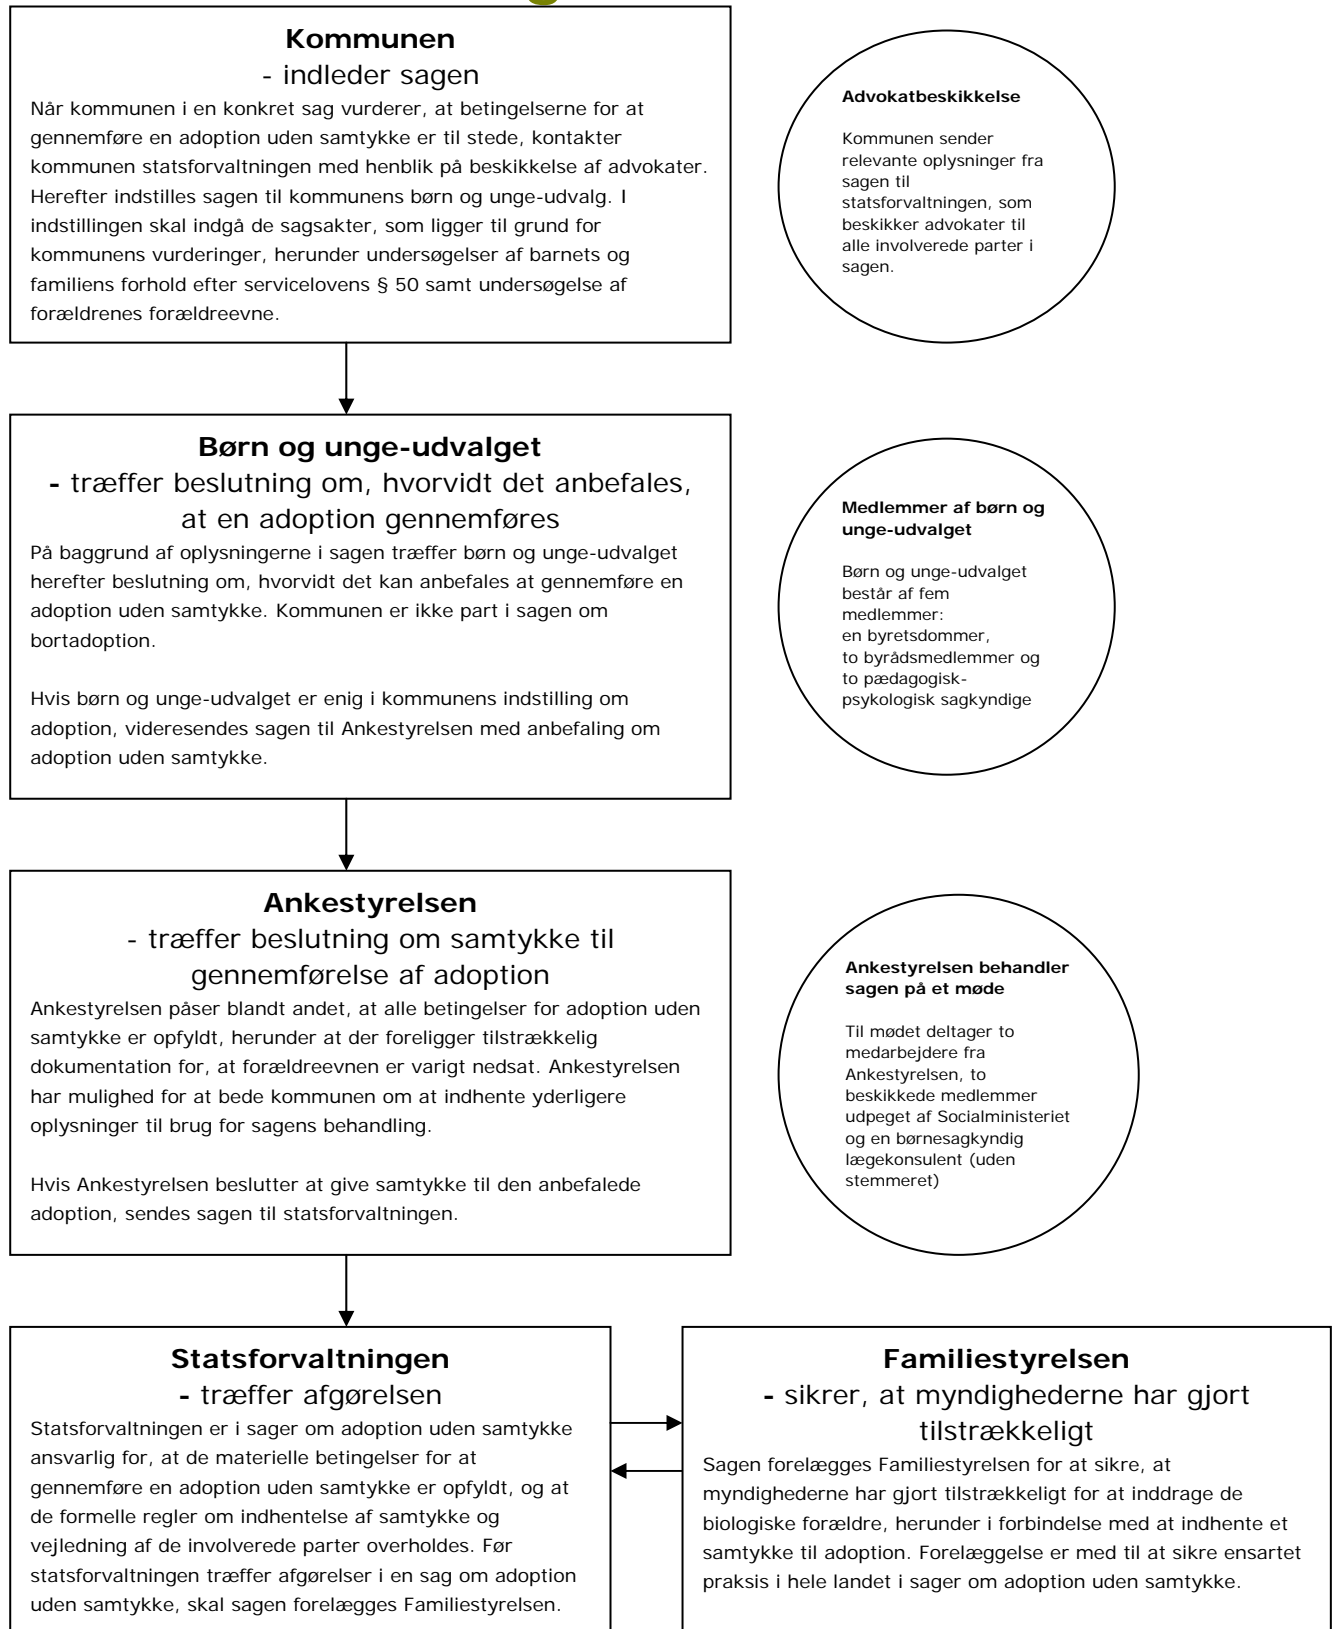 Kommunen
- indleder sagen
Når kommunen i en konkret sag vurderer, at betingelserne for at
gennemføre en adoption uden samtykke er til stede, kontakter
kommunen statsforvaltningen med henblik på beskikkelse af advokater.
Herefter indstilles sagen til kommunens børn og unge-udvalg. I
indstillingen skal indgå de sagsakter, som ligger til grund for
kommunens vurderinger, herunder undersøgelser af barnets og
familiens forhold efter servicelovens § 50 samt undersøgelse af
forældrenes forældreevne.
Advokatbeskikkelse
Kommunen sender
relevante oplysninger fra
sagen til
statsforvaltningen, som
beskikker advokater til
alle involverede parter i
sagen.
Børn og unge-udvalget
- træffer beslutning om, hvorvidt det anbefales,
at en adoption gennemføres
På baggrund af oplysningerne i sagen træffer børn og unge-udvalget
herefter beslutning om, hvorvidt det kan anbefales at gennemføre en
adoption uden samtykke. Kommunen er ikke part i sagen om
bortadoption.
Hvis børn og unge-udvalget er enig i kommunens indstilling om
adoption, videresendes sagen til Ankestyrelsen med anbefaling om
adoption uden samtykke.
Medlemmer af børn og
unge-udvalget
Børn og unge-udvalget
består af fem
medlemmer:
en byretsdommer,
to byrådsmedlemmer og
to pædagogisk-
psykologisk sagkyndige
Ankestyrelsen
- træffer beslutning om samtykke til
gennemførelse af adoption
Ankestyrelsen påser blandt andet, at alle betingelser for adoption uden
samtykke er opfyldt, herunder at der foreligger tilstrækkelig
dokumentation for, at forældreevnen er varigt nedsat. Ankestyrelsen
har mulighed for at bede kommunen om at indhente yderligere
oplysninger til brug for sagens behandling.
Hvis Ankestyrelsen beslutter at give samtykke til den anbefalede
adoption, sendes sagen til statsforvaltningen.
Ankestyrelsen behandler
sagen på et møde
Til mødet deltager to
medarbejdere fra
Ankestyrelsen, to
beskikkede medlemmer
udpeget af Socialministeriet
og en børnesagkyndig
lægekonsulent (uden
stemmeret)
Statsforvaltningen
- træffer afgørelsen
Statsforvaltningen er i sager om adoption uden samtykke
ansvarlig for, at de materielle betingelser for at
gennemføre en adoption uden samtykke er opfyldt, og at
de formelle regler om indhentelse af samtykke og
vejledning af de involverede parter overholdes. Før
statsforvaltningen træffer afgørelser i en sag om adoption
uden samtykke, skal sagen forelægges Familiestyrelsen.
Familiestyrelsen
- sikrer, at myndighederne har gjort
tilstrækkeligt
Sagen forelægges Familiestyrelsen for at sikre, at
myndighederne har gjort tilstrækkeligt for at inddrage de
biologiske forældre, herunder i forbindelse med at indhente et
samtykke til adoption. Forelæggelse er med til at sikre ensartet
praksis i hele landet i sager om adoption uden samtykke.